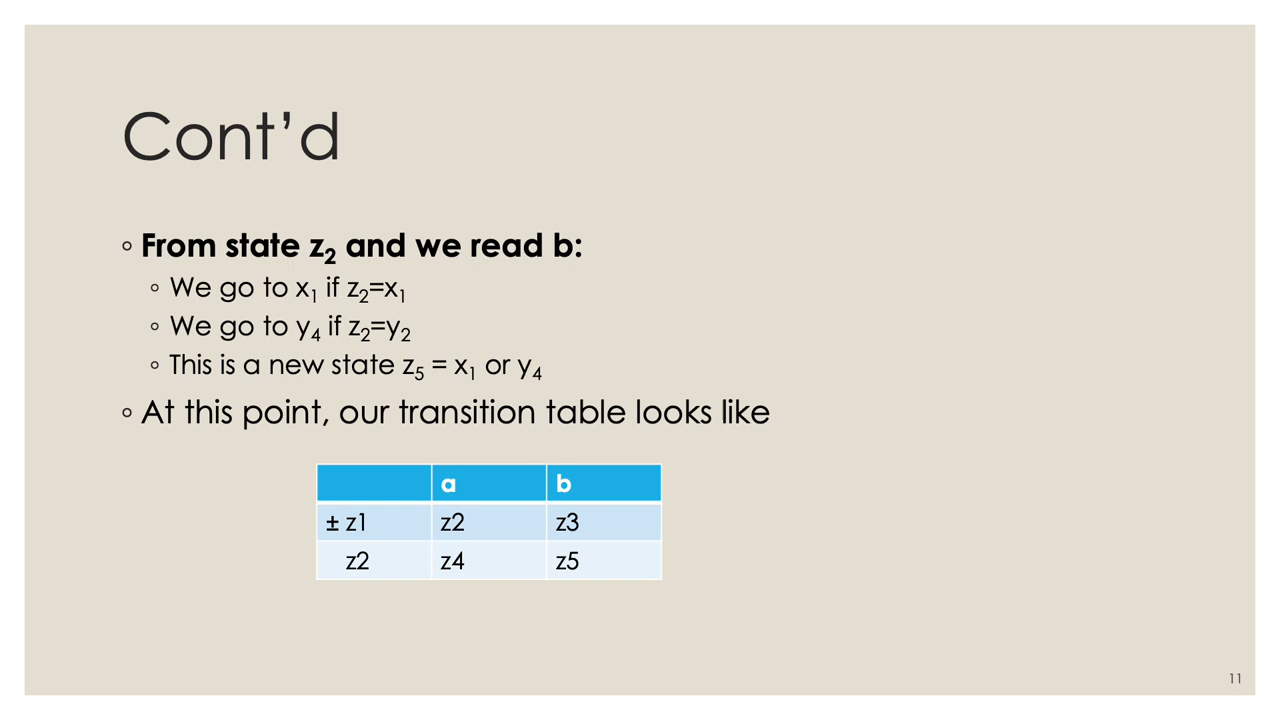 Cont’d
◦ From state z₂ and we read b:
◦ We go to x₁ if z₂=x₁
◦ We go to y₄ if z₂=y₂
◦ This is a new state z₅ = x₁ or y₄
◦ At this point, our transition table looks like
a b
± z1 z2 z3
z2 z4 z5
11